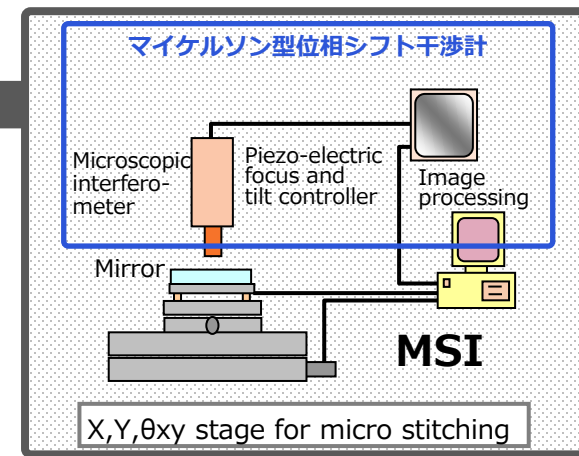 マイケルソン型位相シフト干渉計
Microscopic
interfero-
meter
Piezo-electric
focus and
tilt controller
Image
processing
Mirror
MSI
X,Y,θxy stage for micro stitching